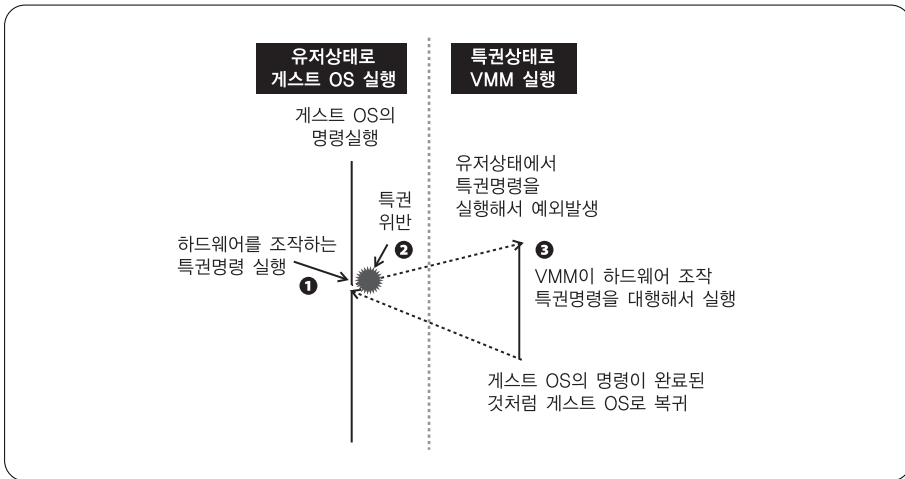 유저상태로
게스트 OS 실행
특권상태로
VMM 실행
게스트 OS의
명령실행
유저상태에서
특권명령을
실행해서 예외발생
특권
위반
❷
하드웨어를 조작하는
특권명령 실행
❶
❸
VMM이 하드웨어 조작
특권명령을 대행해서 실행
게스트 OS의 명령이 완료된
것처럼 게스트 OS로 복귀